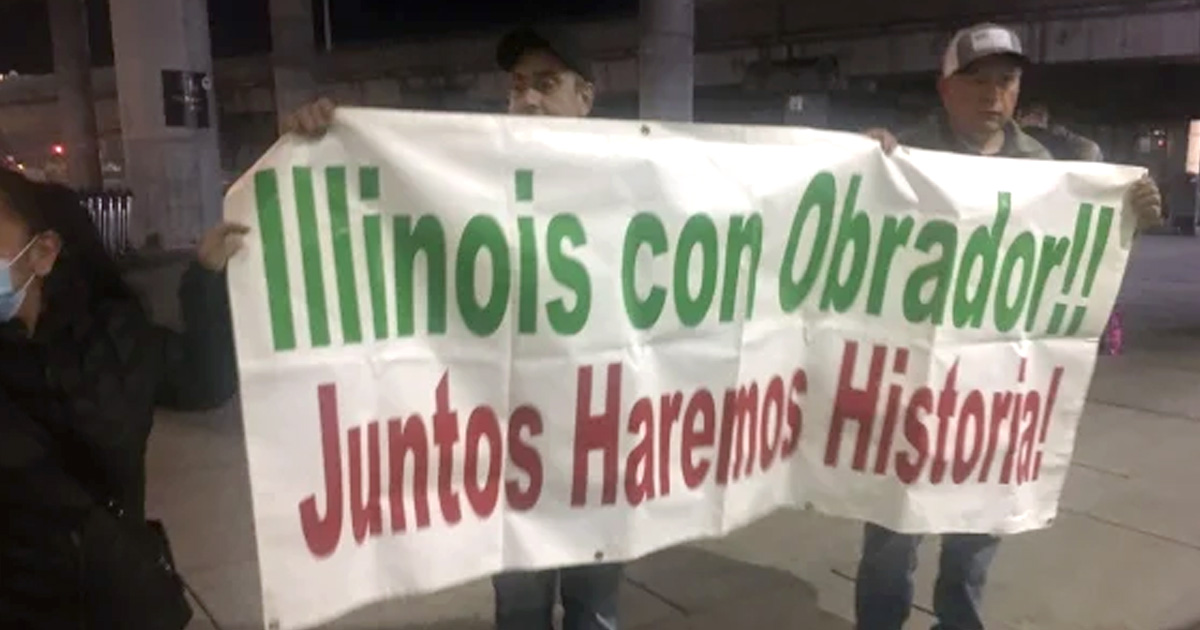 Illinois con Obrador!!
Juntos Haremos Historia!